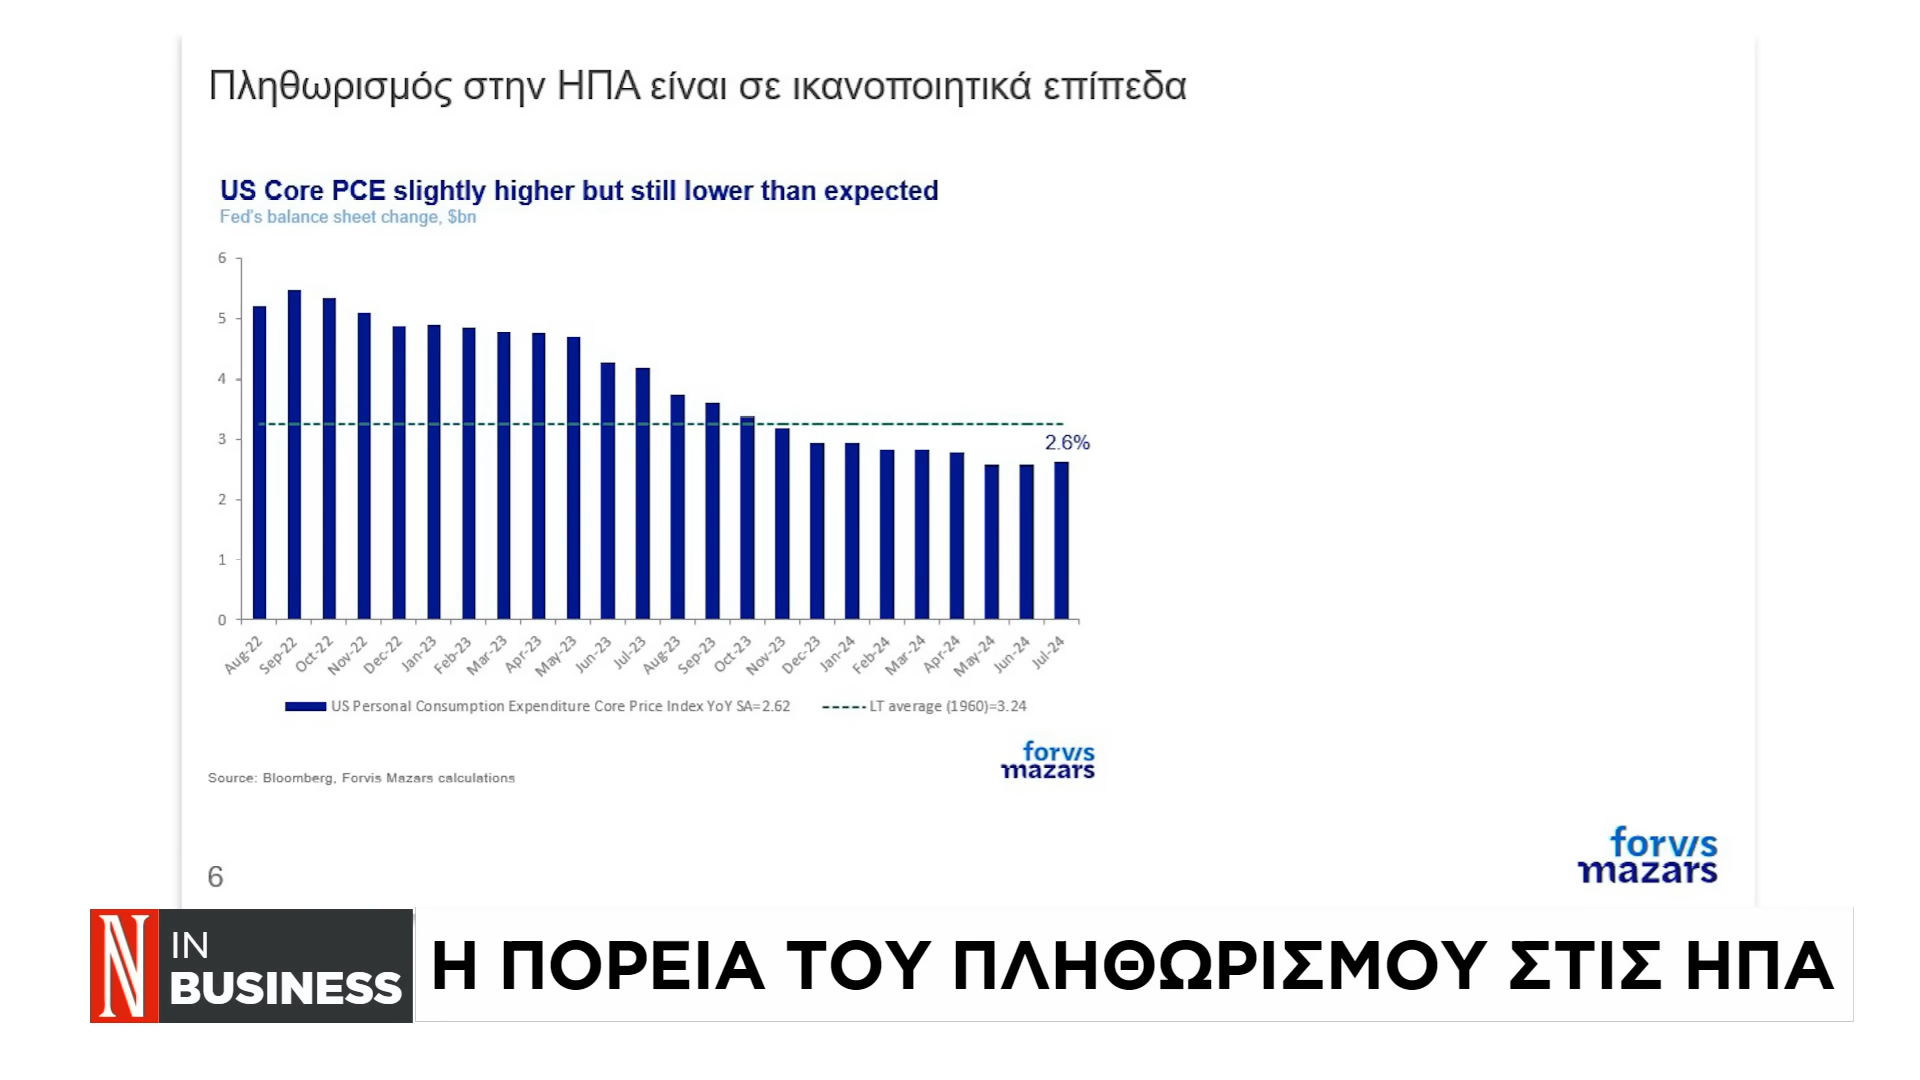 Πληθωρισμός στην ΗΠΑ είναι σε ικανοποιητικά επίπεδα
US Core PCE slightly higher but still lower than expected
Fed's balance sheet change, $bn
6
5
4
3
2
1
0
2.6%
Aug-22 Sep-22 Oct-22 Nov-22 Dec-22 Jan-23 Feb-23 Mar-23 Apr-23 May-23 Jun-23 Jul-23 Aug-23 Sep-23 Oct-23 Nov-23 Dec-23 Jan-24 Feb-24 Mar-24 Apr-24 May-24 Jun-24 Jul-24
US Personal Consumption Expenditure Core Price Index YoY SA=2.62 LT average (1960)=3.24
forvis
mazars
Source: Bloomberg, Forvis Mazars calculations
forvis
mazars
6
N IN
BUSINESS
Η ΠΟΡΕΙΑ ΤΟΥ ΠΛΗΘΩΡΙΣΜΟΥ ΣΤΙΣ ΗΠΑ